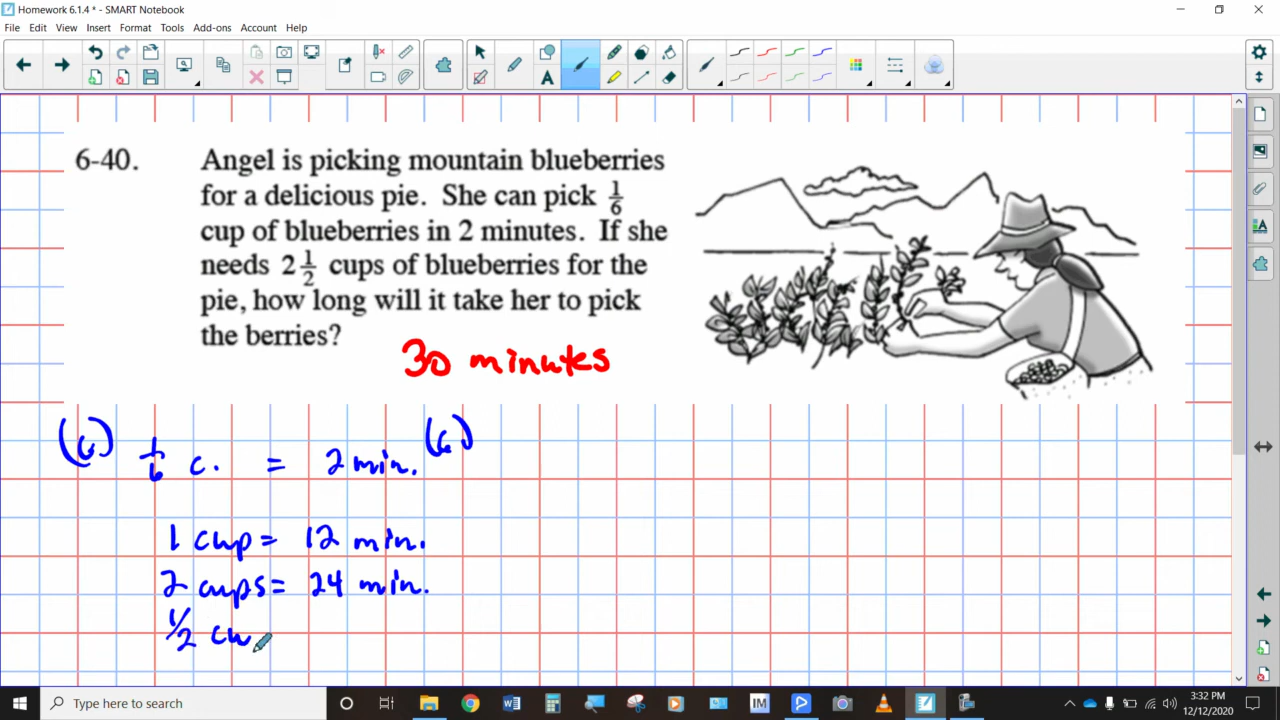 Homework 6.1.4 * - SMART Notebook
File Edit View Insert Format Tools Add-ons Account Help
6-40. Angel is picking mountain blueberries
for a delicious pie. She can pick 1/6
cup of blueberries in 2 minutes. If she
needs 2 1/2 cups of blueberries for the
pie, how long will it take her to pick
the berries?
30 minutes
(6) 1/6 c. = 2 min. (6)
1 cup = 12 min.
2 cups = 24 min.
1/2 cu
Type here to search
3:32 PM
12/12/2020